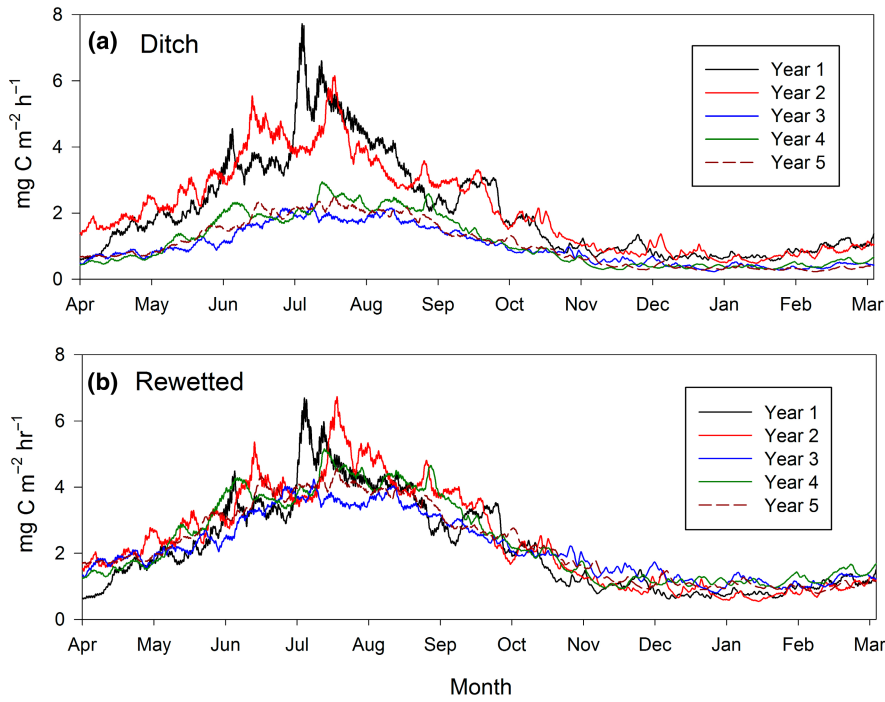 (a) Ditch
mg C m⁻² h⁻¹
8
6
4
2
0
Year 1
Year 2
Year 3
Year 4
Year 5
Apr May Jun Jul Aug Sep Oct Nov Dec Jan Feb Mar
(b) Rewetted
mg C m⁻² hr⁻¹
8
6
4
2
0
Year 1
Year 2
Year 3
Year 4
Year 5
Apr May Jun Jul Aug Sep Oct Nov Dec Jan Feb Mar
Month